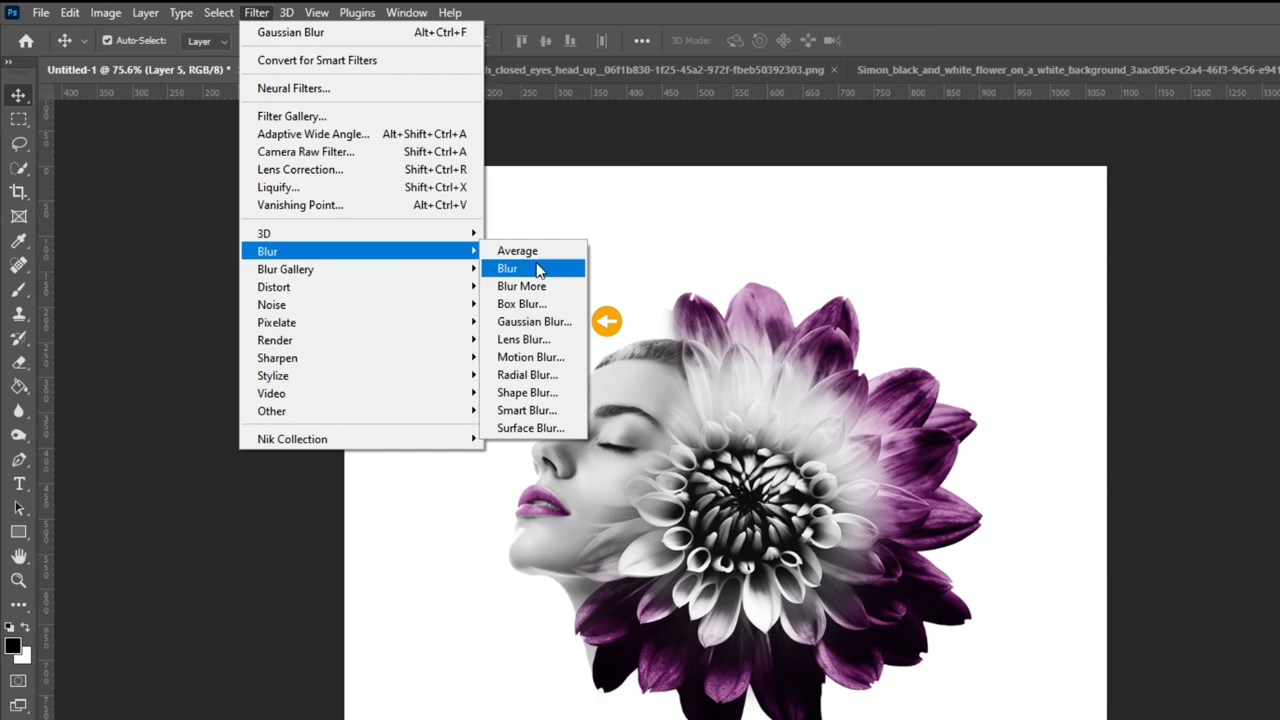 Ps File Edit Image Layer Type Select Filter 3D View Plugins Window Help
Auto-Select: Layer 3D Mode:
Untitled-1 @ 75.6% (Layer 5, RGB/8) *
closed_eyes_head_up__06f1b830-1f25-45a2-972f-fbeb50392303.png × Simon_black_and_white_flower_on_a_white_background_3aac085e-c2a4-46f3-9c56-e941
400 350 300 250 200 200 250 300 350 400 450 500 550 600 650 700 750 800 850 900 950 1000 1050 1100 1150 1200 1250 1300
Gaussian Blur Alt+Ctrl+F
Convert for Smart Filters
Neural Filters...
Filter Gallery...
Adaptive Wide Angle... Alt+Shift+Ctrl+A
Camera Raw Filter... Shift+Ctrl+A
Lens Correction... Shift+Ctrl+R
Liquify... Shift+Ctrl+X
Vanishing Point... Alt+Ctrl+V
3D
Blur
Blur Gallery
Distort
Noise
Pixelate
Render
Sharpen
Stylize
Video
Other
Nik Collection
Average
Blur
Blur More
Box Blur...
Gaussian Blur...
Lens Blur...
Motion Blur...
Radial Blur...
Shape Blur...
Smart Blur...
Surface Blur...